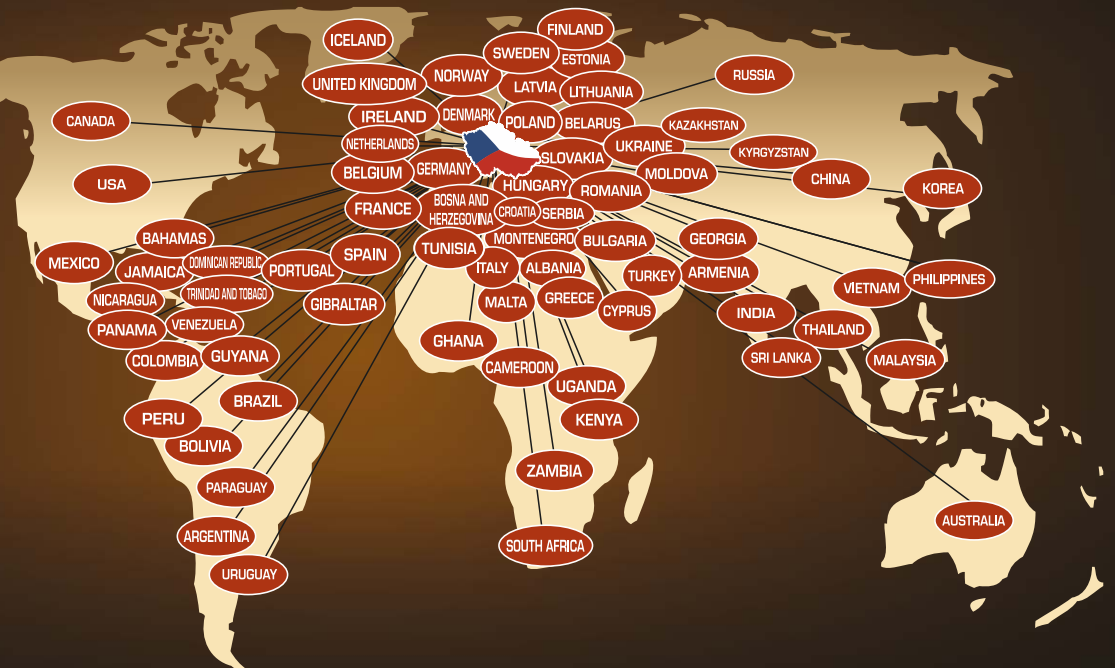 FINLAND
ICELAND
SWEDEN
ESTONIA
NORWAY
RUSSIA
UNITED KINGDOM
LATVIA
LITHUANIA
IRELAND
DENMARK
POLAND
BELARUS
CANADA
KAZAKHSTAN
NETHERLANDS
UKRAINE
KYRGYZSTAN
SLOVAKIA
GERMANY
BELGIUM
MOLDOVA
CHINA
USA
HUNGARY
ROMANIA
KOREA
FRANCE
BOSNA AND
HERZEGOVINA
CROATIA
SERBIA
BAHAMAS
MONTENEGRO
BULGARIA
GEORGIA
TUNISIA
SPAIN
MEXICO
JAMAICA
DOMINICAN REPUBLIC
PORTUGAL
ITALY
ALBANIA
TURKEY
ARMENIA
PHILIPPINES
VIETNAM
NICARAGUA
TRINIDAD AND TOBAGO
GIBRALTAR
MALTA
GREECE
CYPRUS
INDIA
PANAMA
VENEZUELA
THAILAND
GHANA
COLOMBIA
GUYANA
SRI LANKA
MALAYSIA
CAMEROON
UGANDA
BRAZIL
PERU
KENYA
BOLIVIA
ZAMBIA
PARAGUAY
AUSTRALIA
ARGENTINA
SOUTH AFRICA
URUGUAY